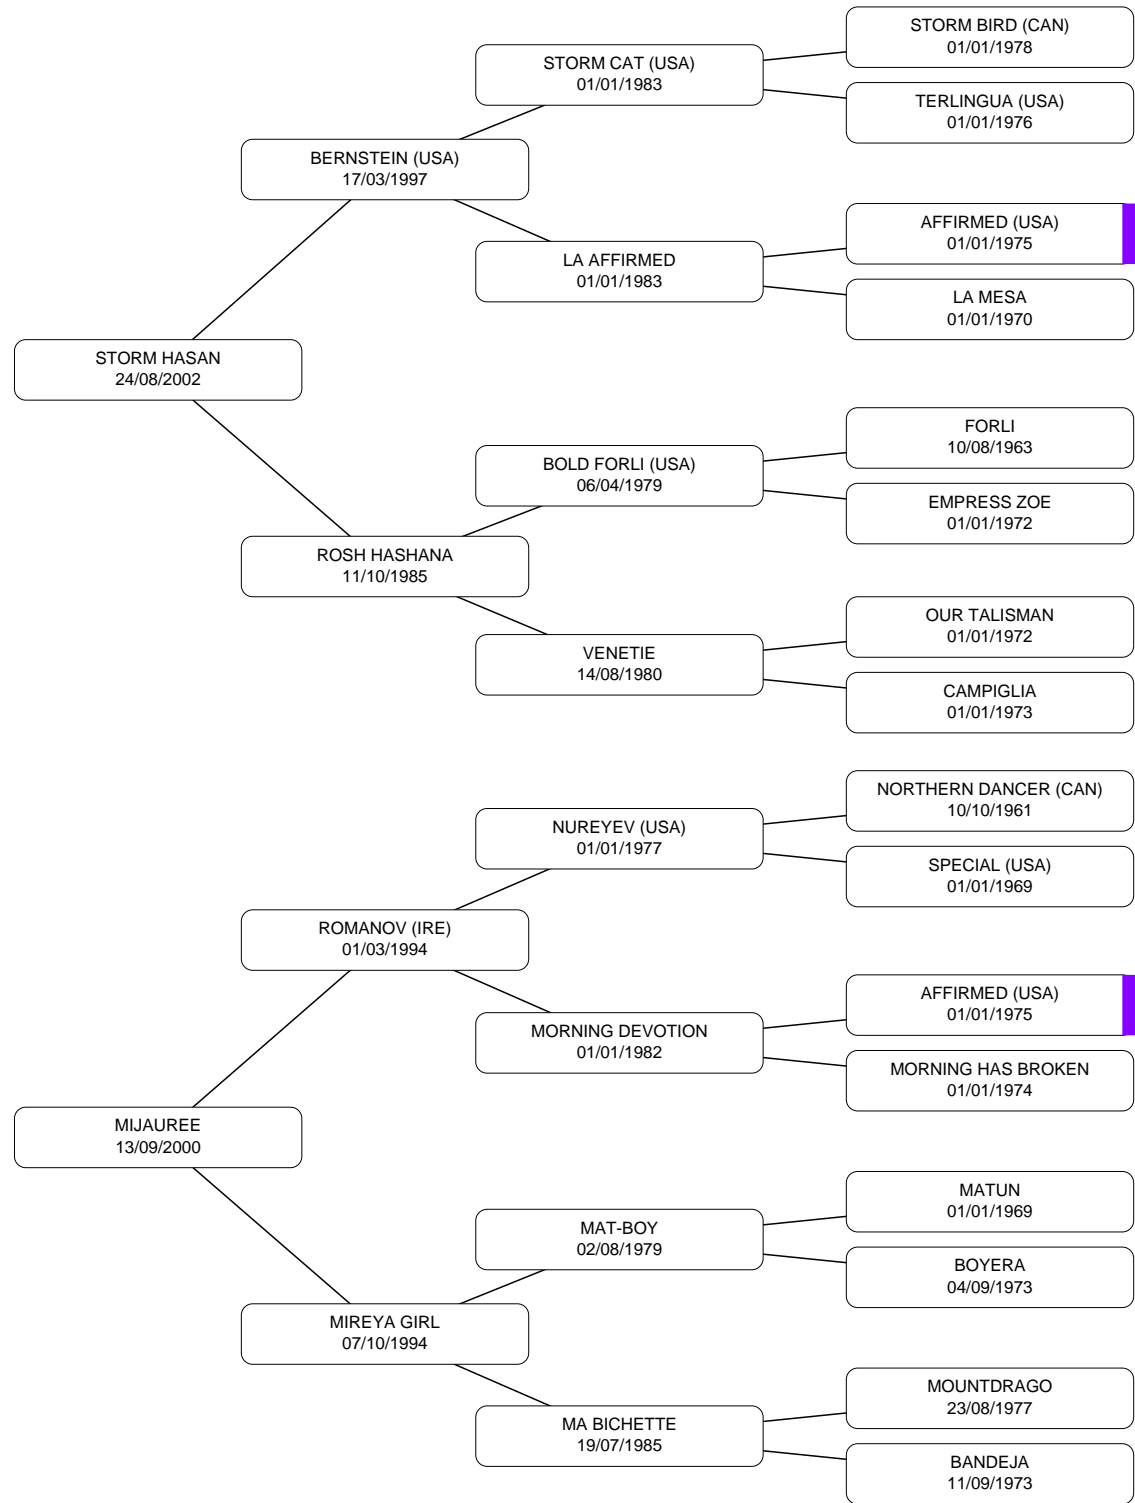 STORM BIRD (CAN)
01/01/1978
STORM CAT (USA)
01/01/1983
TERLINGUA (USA)
01/01/1976
BERNSTEIN (USA)
17/03/1997
AFFIRMED (USA)
01/01/1975
LA AFFIRMED
01/01/1983
LA MESA
01/01/1970
STORM HASAN
24/08/2002
FORLI
10/08/1963
BOLD FORLI (USA)
06/04/1979
EMPRESS ZOE
01/01/1972
ROSH HASHANA
11/10/1985
OUR TALISMAN
01/01/1972
VENETIE
14/08/1980
CAMPIGLIA
01/01/1973
NORTHERN DANCER (CAN)
10/10/1961
NUREYEV (USA)
01/01/1977
SPECIAL (USA)
01/01/1969
ROMANOV (IRE)
01/03/1994
AFFIRMED (USA)
01/01/1975
MORNING DEVOTION
01/01/1982
MORNING HAS BROKEN
01/01/1974
MIJAUREE
13/09/2000
MATUN
01/01/1969
MAT-BOY
02/08/1979
BOYERA
04/09/1973
MIREYA GIRL
07/10/1994
MOUNTDRAGO
23/08/1977
MA BICHETTE
19/07/1985
BANDEJA
11/09/1973